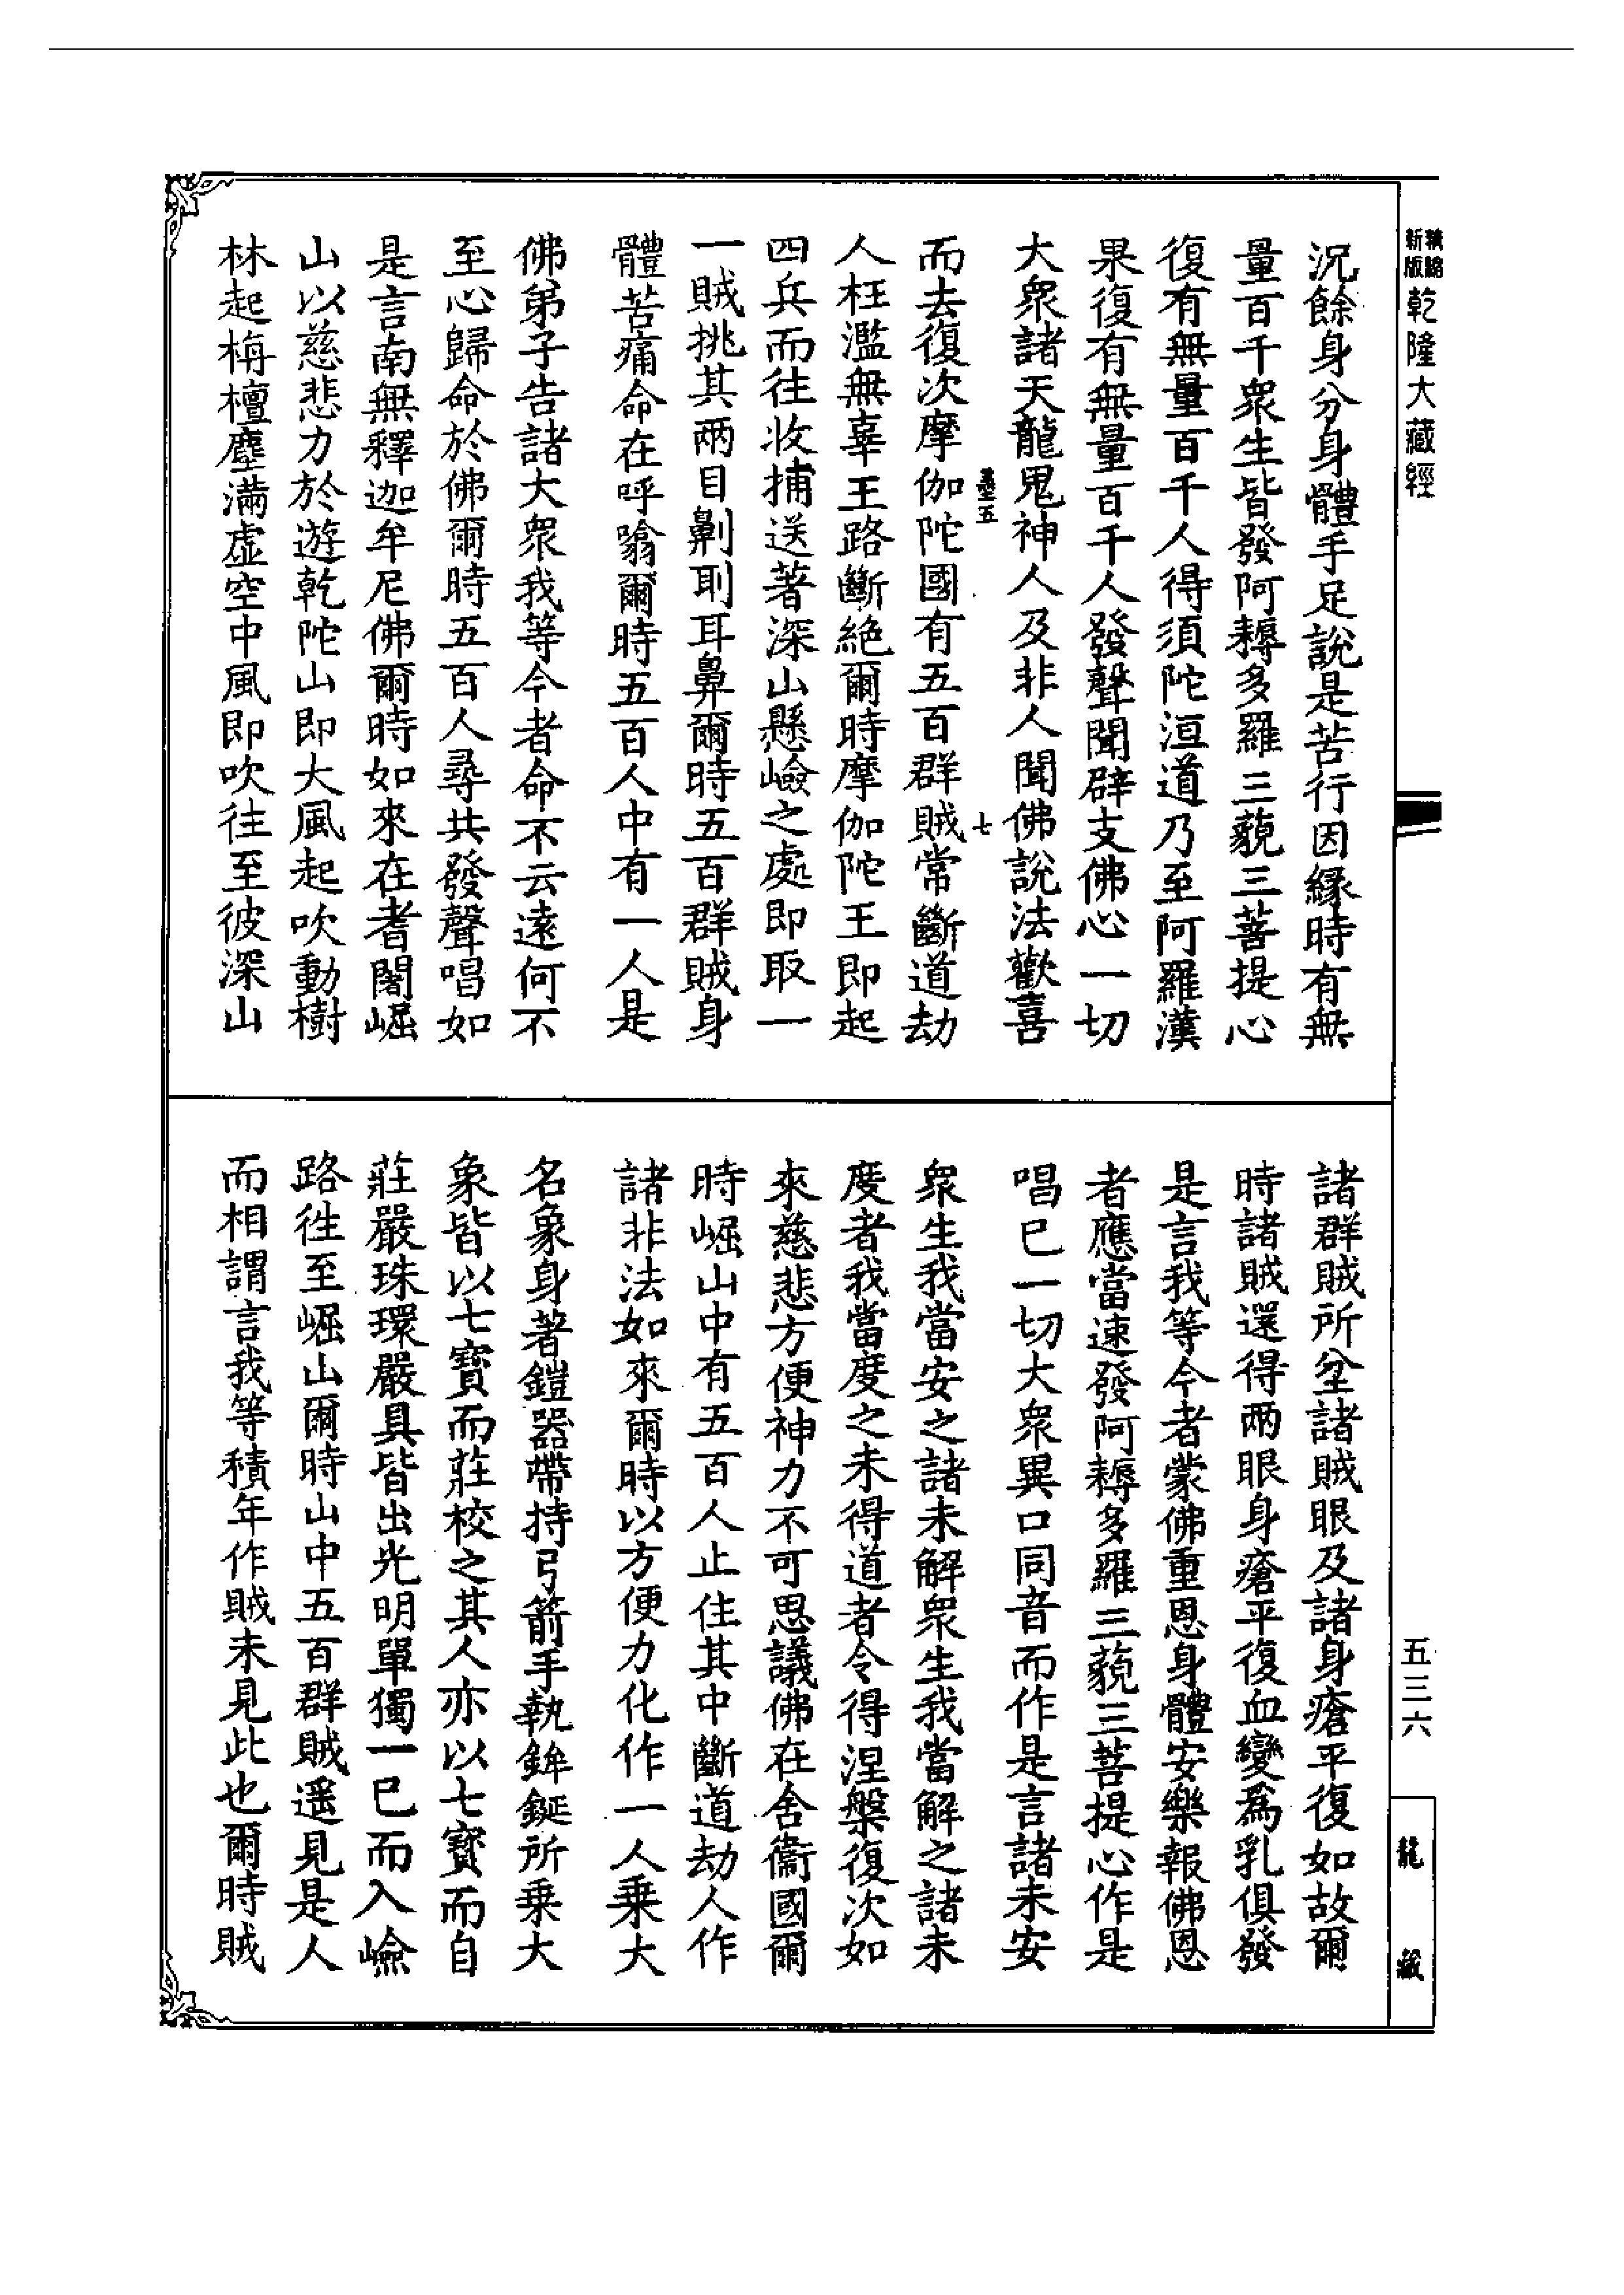 精縮
新版
乾隆大藏經
況餘身分身體手足說是苦行因緣時有無
量百千眾生皆發阿耨多羅三藐三菩提心
復有無量百千人得須陀洹道乃至阿羅漢
果復有無量百千人發聲聞辟支佛心一切
大眾諸天龍鬼神人及非人聞佛說法歡喜
而去復次摩伽陀國有五百群賊常斷道劫
人枉濫無辜王路斷絕爾時摩伽陀王即起
四兵而往收捕送著深山懸嶮之處即取一
一賊挑其兩目劓刵耳鼻爾時五百群賊身
體苦痛命在呼噏爾時五百人中有一人是
佛弟子告諸大眾我等今者命不云遠何不
至心歸命於佛爾時五百人尋共發聲唱如
是言南無釋迦牟尼佛爾時如來在耆闍崛
山以慈悲力於遊乾陀山即大風起吹動樹
林起栴檀塵滿虛空中風即吹往至彼深山
七
諸群賊所坌諸賊眼及諸身瘡平復如故爾
時諸賊還得兩眼身瘡平復血變為乳俱發
是言我等今者蒙佛重恩身體安樂報佛恩
者應當速發阿耨多羅三藐三菩提心作是
唱已一切大眾異口同音而作是言諸未安
眾生我當安之諸未解眾生我當解之諸未
度者我當度之未得道者令得涅槃復次如
來慈悲方便神力不可思議佛在舍衞國爾
時崛山中有五百人止住其中斷道劫人作
諸非法如來爾時以方便力化作一人乘大
名象身著鎧器帶持弓箭手執鉾鋋所乘大
象皆以七寶而莊校之其人亦以七寶而自
莊嚴珠環嚴具皆出光明單獨一已而入嶮
路往至崛山爾時山中五百群賊遥見是人
而相謂言我等積年作賊未見此也爾時賊
五三六
龍藏